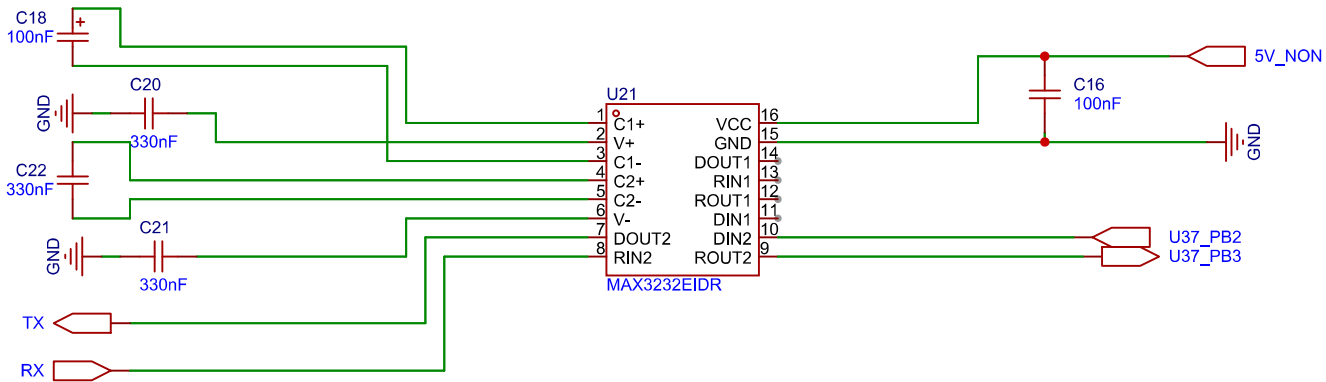 C18
100nF
GND
C20
330nF
C22
330nF
GND
C21
330nF
TX
RX
U21
1
2
3
4
5
6
7
8
C1+
V+
C1-
C2+
C2-
V-
DOUT2
RIN2
VCC
GND
DOUT1
RIN1
ROUT1
DIN1
DIN2
ROUT2
16
15
14
13
12
11
10
9
MAX3232EIDR
C16
100nF
5V_NON
GND
U37_PB2
U37_PB3
+